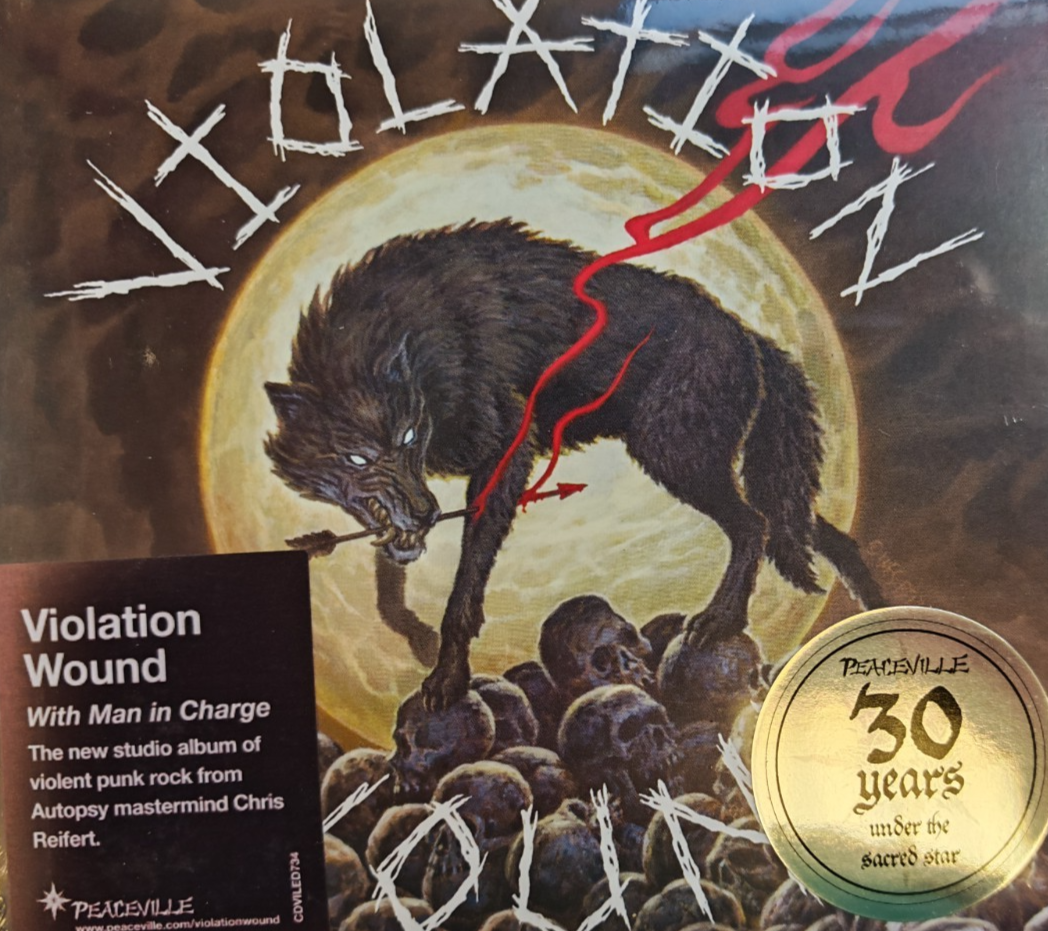 VIOLATION
Violation
Wound
With Man in Charge
The new studio album of
violent punk rock from
Autopsy mastermind Chris
Reifert.
PEACEVILLE
www.peaceville.com/violationwound
CDVILED734
PEACEVILLE
30
years
under the
sacred star
OUN